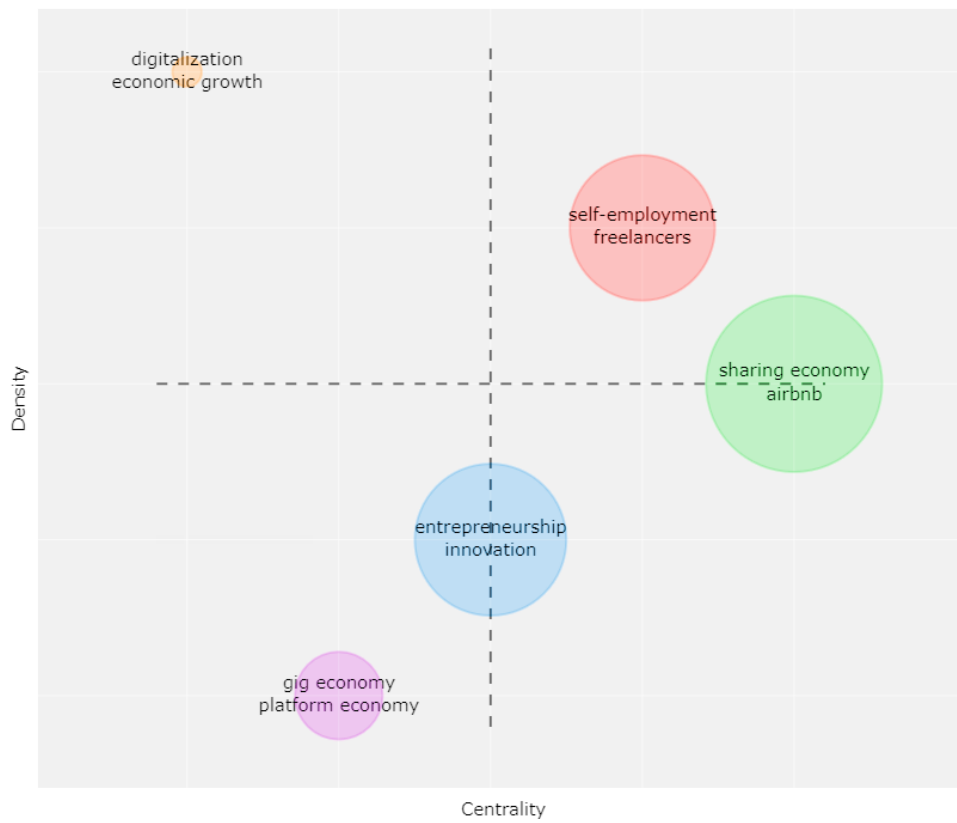 digitalization
economic growth
self-employment
freelancers
sharing economy
airbnb
Density
entrepreneurship
innovation
gig economy
platform economy
Centrality